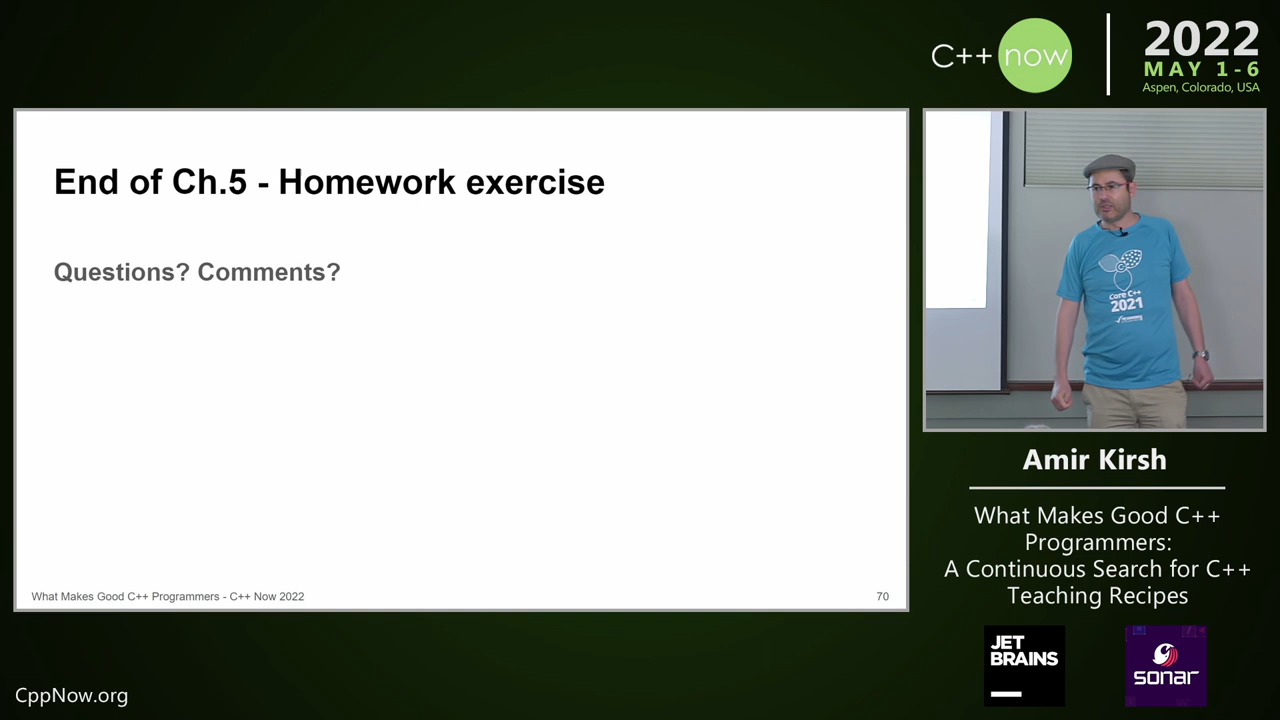 C++ now
2022
MAY 1-6
Aspen, Colorado, USA
End of Ch.5 - Homework exercise
Questions? Comments?
What Makes Good C++ Programmers - C++ Now 2022
70
Core C++
2021
Amir Kirsh
What Makes Good C++
Programmers:
A Continuous Search for C++
Teaching Recipes
JET
BRAINS
sonar
CppNow.org